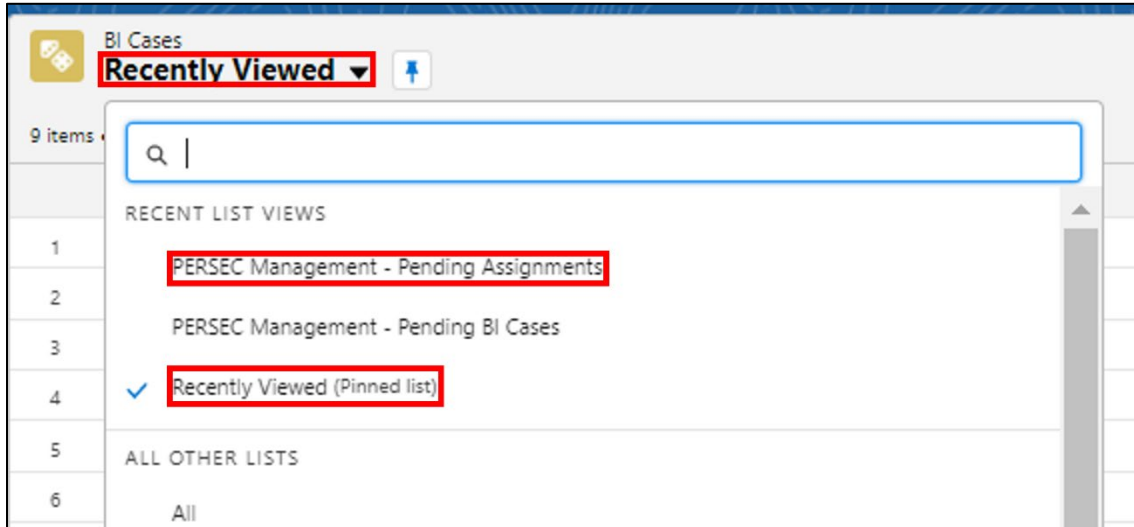 BI Cases
Recently Viewed
9 items •
RECENT LIST VIEWS
1
PERSEC Management - Pending Assignments
2
PERSEC Management - Pending BI Cases
3
Recently Viewed (Pinned list)
4
5
ALL OTHER LISTS
6
All